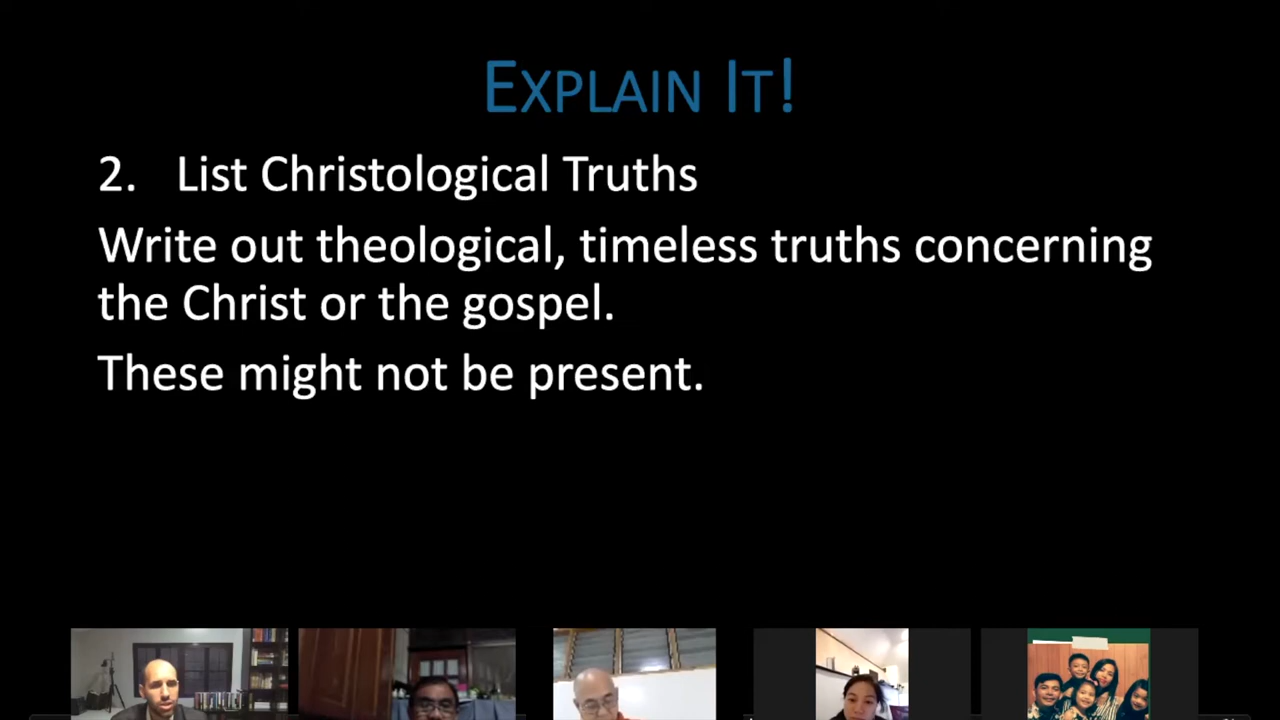 EXPLAIN IT!
2. List Christological Truths
Write out theological, timeless truths concerning
the Christ or the gospel.
These might not be present.